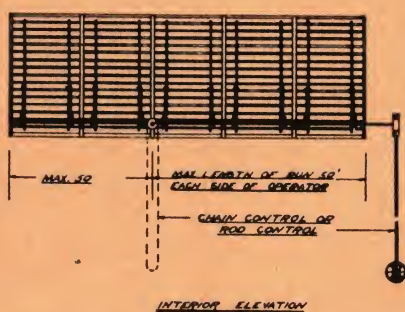 MAX. 50'
MAX. LENGTH OF RUN 50'
EACH SIDE OF OPERATOR
CHAIN CONTROL OR
ROD CONTROL
INTERIOR ELEVATION